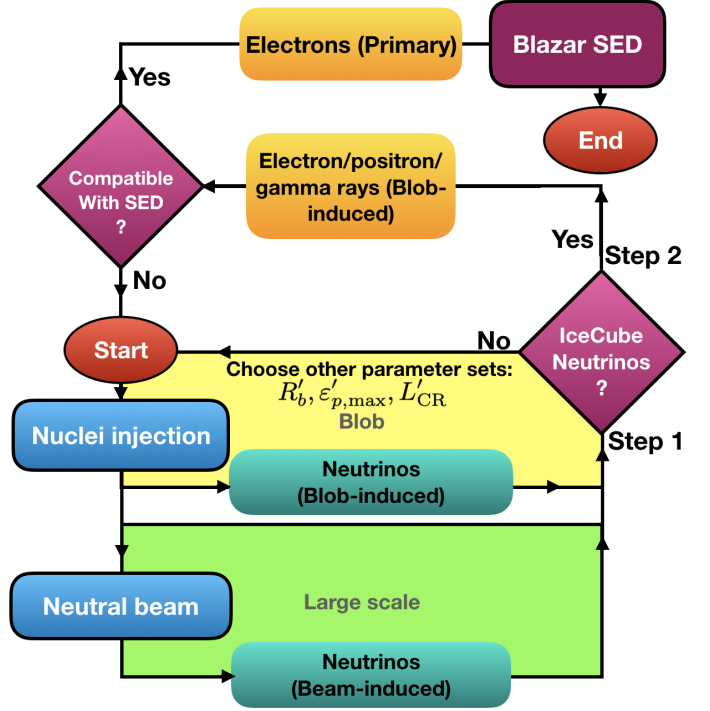 Electrons (Primary)
Blazar SED
Yes
End
Electron/positron/
gamma rays (Blob-
induced)
Compatible
With SED
?
Yes
Step 2
No
Start
No
IceCube
Neutrinos
?
Choose other parameter sets:
R′_b, ε′_{p,max}, L′_{CR}
Blob
Nuclei injection
Step 1
Neutrinos
(Blob-induced)
Neutral beam
Large scale
Neutrinos
(Beam-induced)